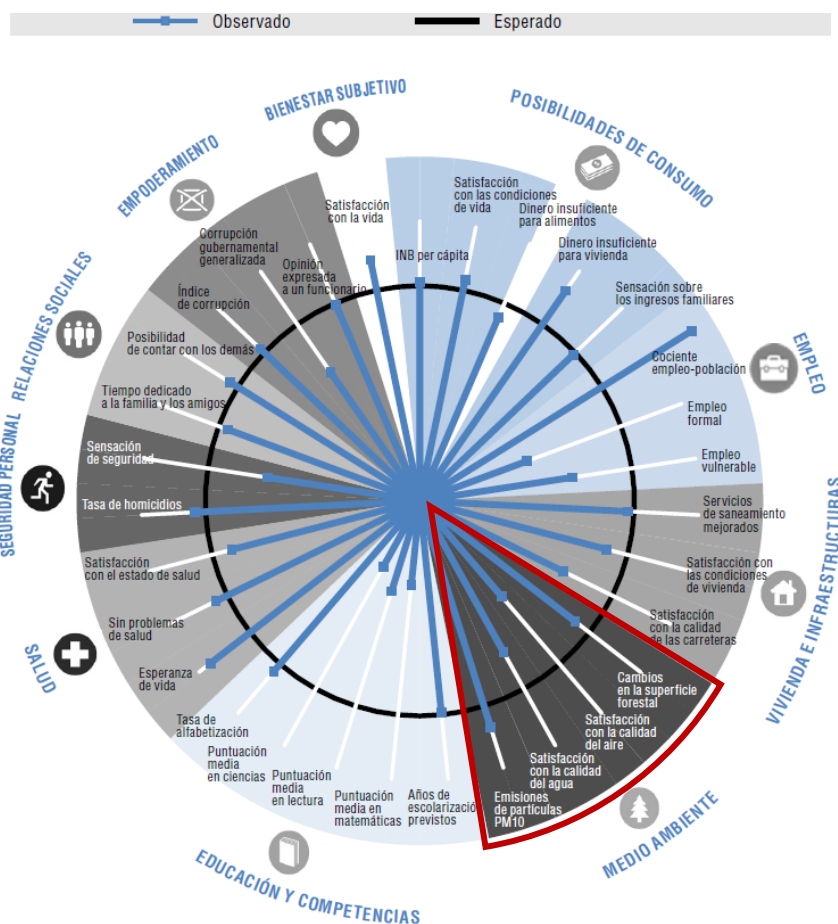 Observado
Esperado
BIENESTAR SUBJETIVO
POSIBILIDADES DE CONSUMO
EMPLEO
VIVIENDA E INFRAESTRUCTURAS
MEDIO AMBIENTE
EDUCACIÓN Y COMPETENCIAS
SALUD
SEGURIDAD PERSONAL
RELACIONES SOCIALES
EMPODERAMIENTO
Satisfacción
con la vida
INB per cápita
Satisfacción
con las condiciones
de vida
Dinero insuficiente
para alimentos
Dinero insuficiente
para vivienda
Sensación sobre
los ingresos familiares
Cociente
empleo-población
Empleo
formal
Empleo
vulnerable
Servicios
de saneamiento
mejorados
Satisfacción con
las condiciones
de vivienda
Satisfacción
con la calidad
de las carreteras
Cambios
en la superficie
forestal
Satisfacción
con la calidad
del aire
Satisfacción
con la calidad
del agua
Emisiones
de partículas
PM10
Años de
escolarización
previstos
Puntuación
media en
matemáticas
Puntuación
media
en lectura
Puntuación
media
en ciencias
Tasa de
alfabetización
Esperanza
de vida
Sin problemas
de salud
Satisfacción
con el estado de salud
Tasa de homicidios
Sensación
de seguridad
Tiempo dedicado
a la familia y los amigos
Posibilidad
de contar con los demás
Índice
de corrupción
Corrupción
gubernamental
generalizada
Opinión
expresada
a un funcionario